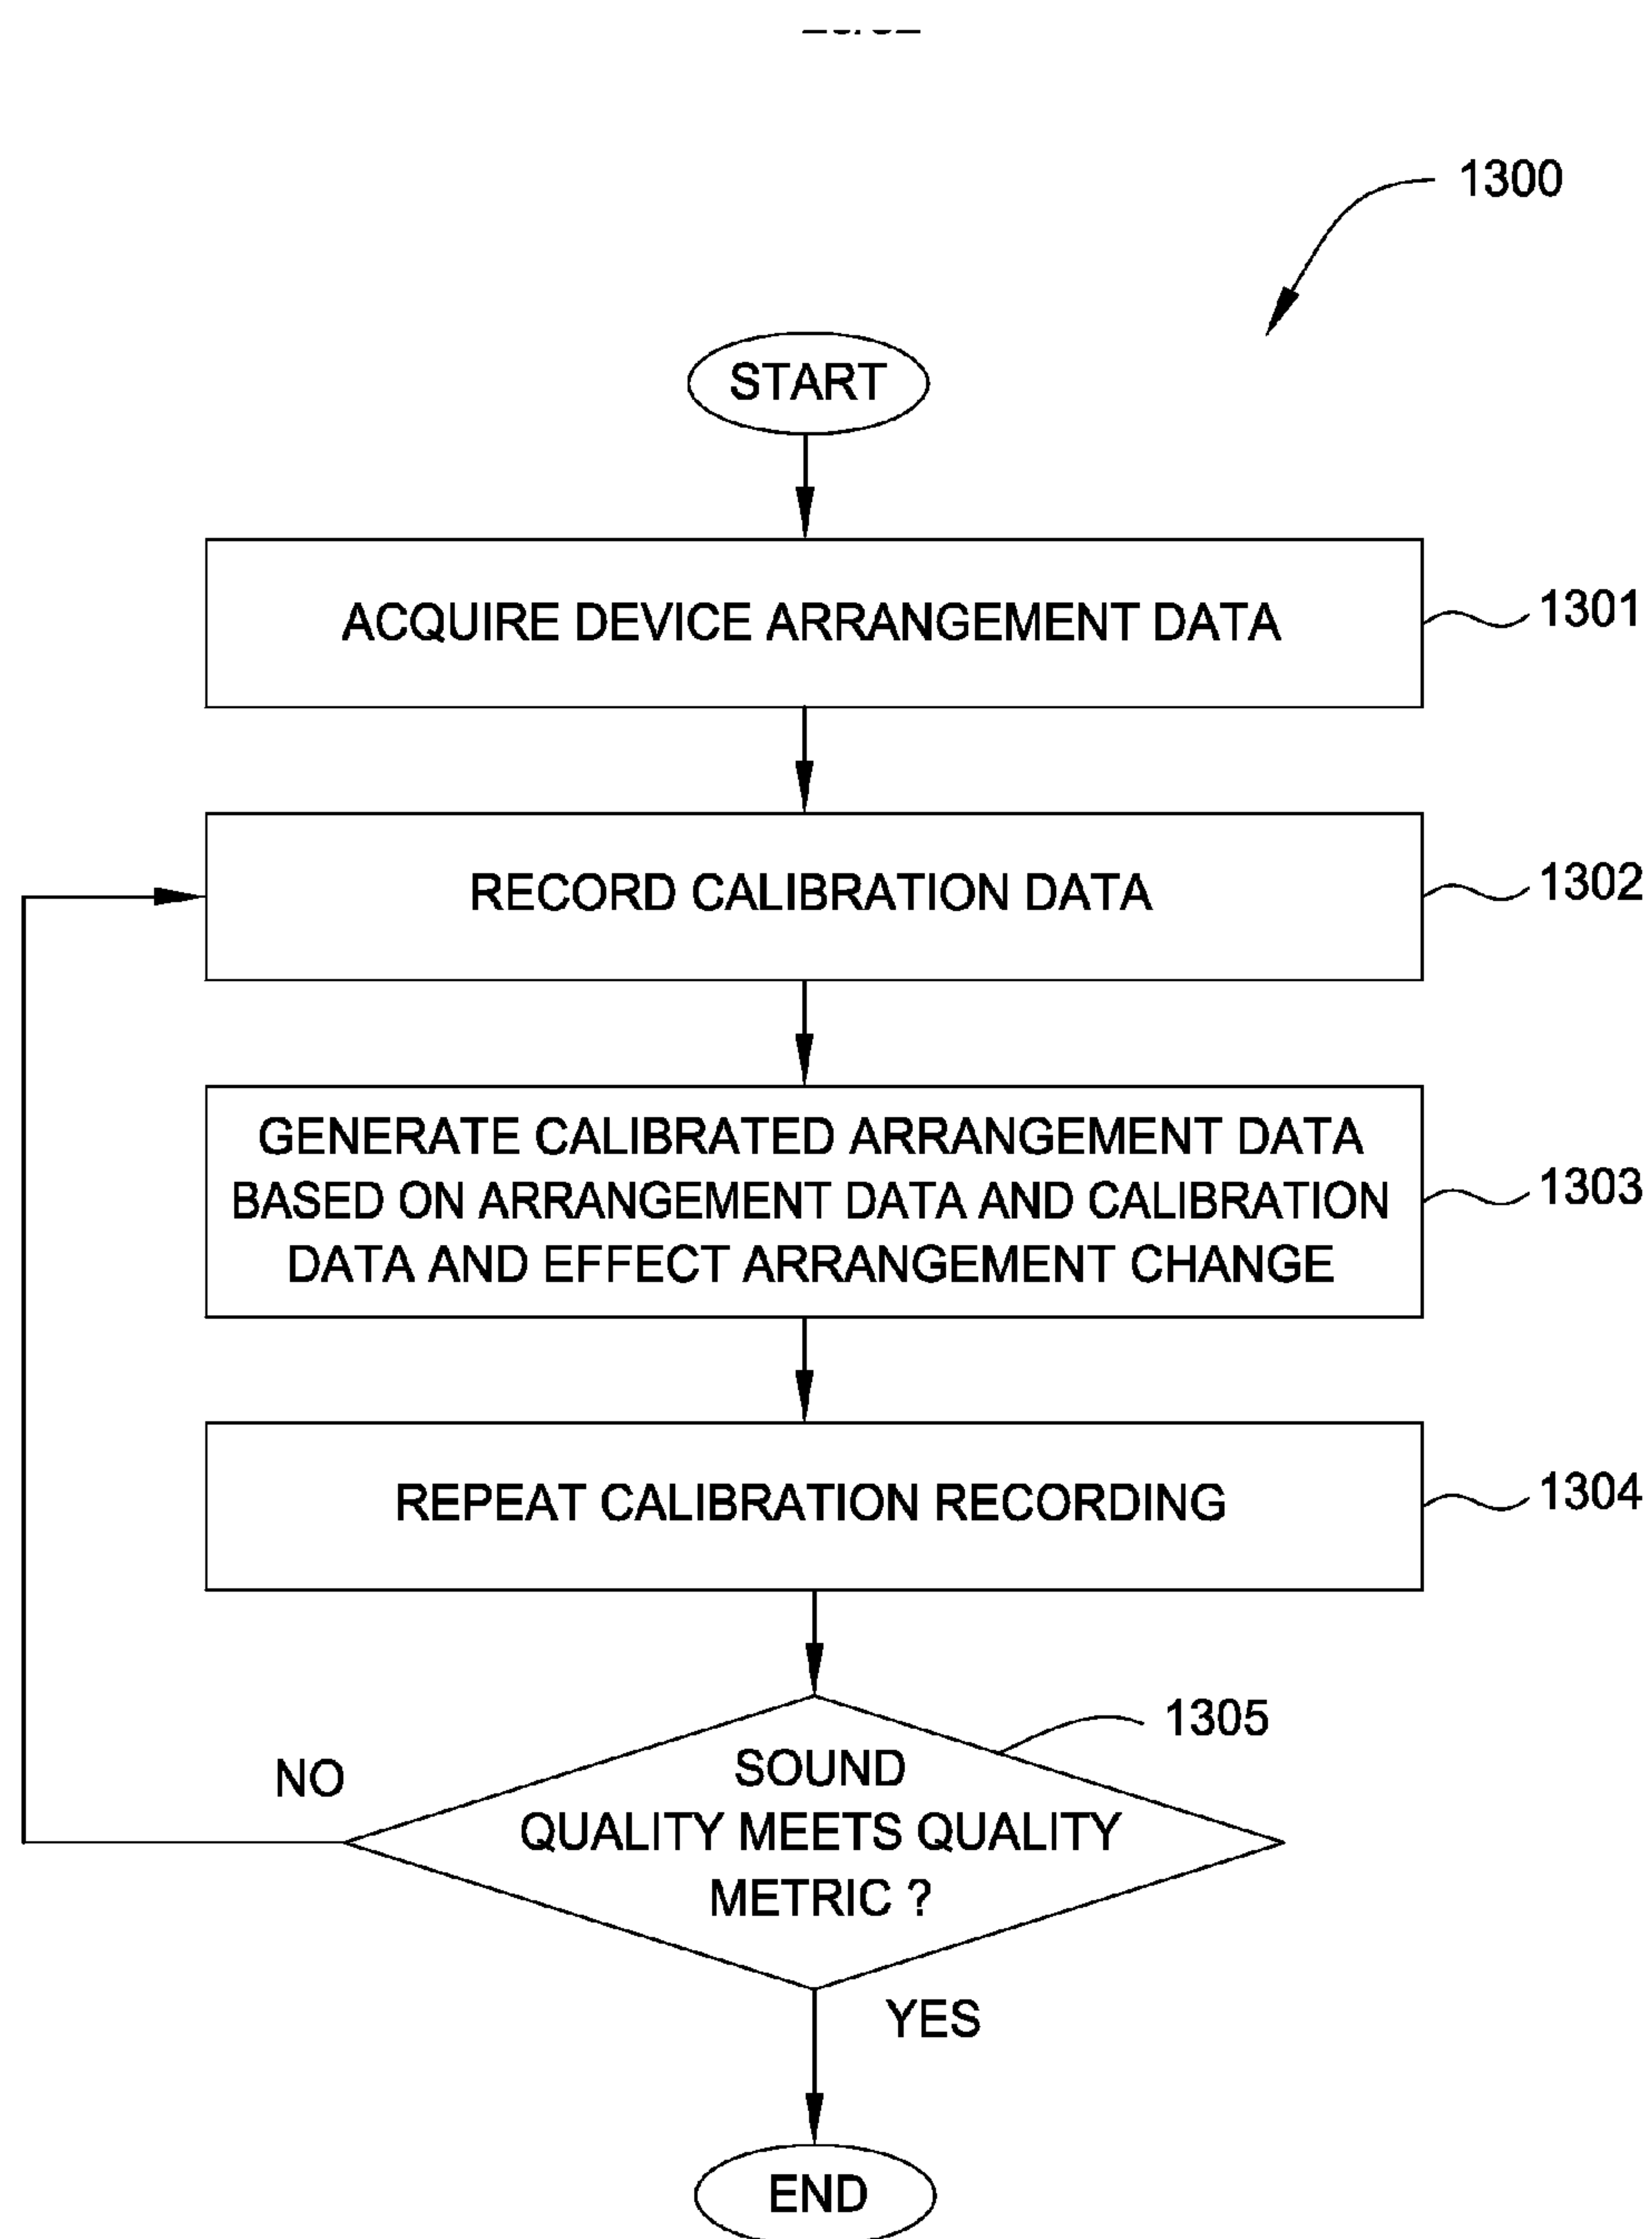 1300
START
ACQUIRE DEVICE ARRANGEMENT DATA
1301
RECORD CALIBRATION DATA
1302
GENERATE CALIBRATED ARRANGEMENT DATA
BASED ON ARRANGEMENT DATA AND CALIBRATION
DATA AND EFFECT ARRANGEMENT CHANGE
1303
REPEAT CALIBRATION RECORDING
1304
1305
SOUND
QUALITY MEETS QUALITY
METRIC ?
NO
YES
END